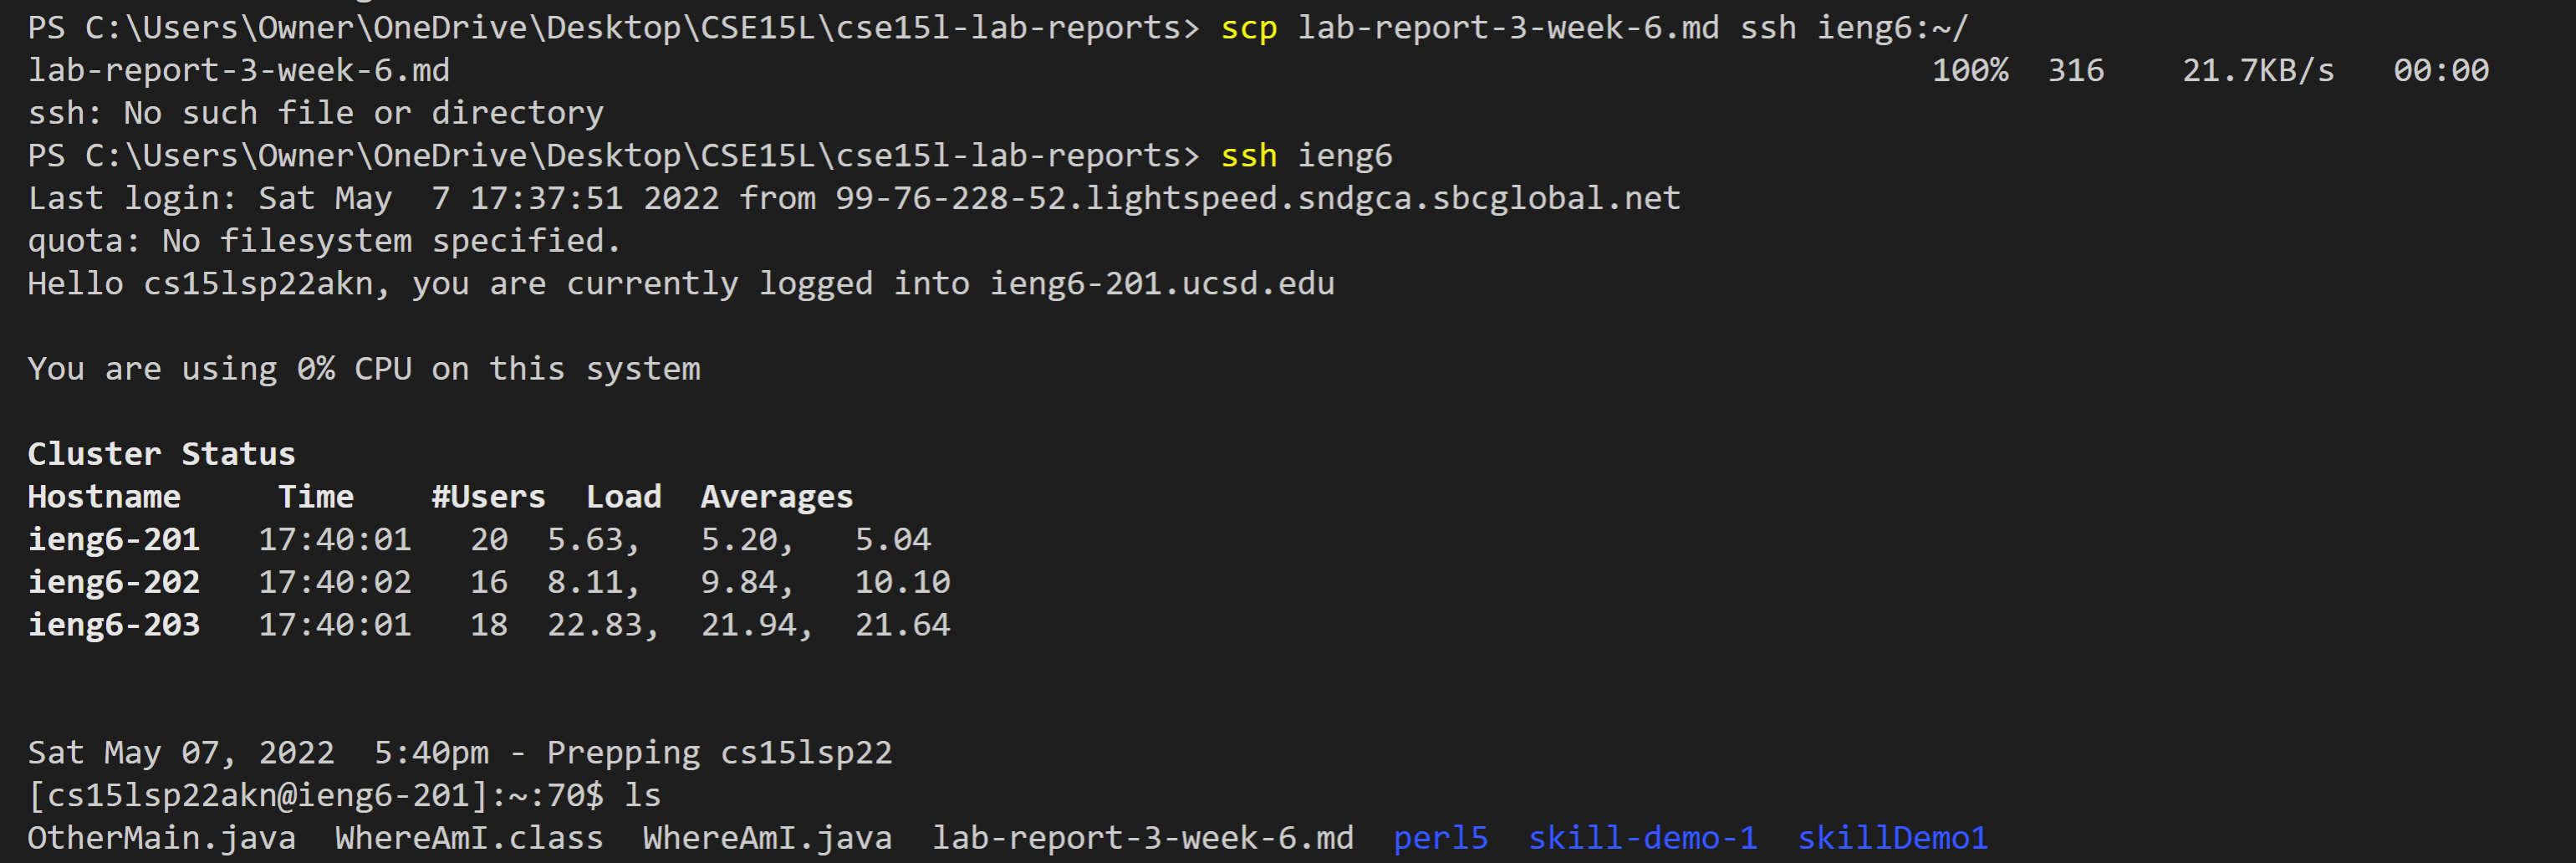 PS C:\Users\Owner\OneDrive\Desktop\CSE15L\cse15l-lab-reports> scp lab-report-3-week-6.md ssh ieng6:~/
lab-report-3-week-6.md 100% 316 21.7KB/s 00:00
ssh: No such file or directory
PS C:\Users\Owner\OneDrive\Desktop\CSE15L\cse15l-lab-reports> ssh ieng6
Last login: Sat May  7 17:37:51 2022 from 99-76-228-52.lightspeed.sndgca.sbcglobal.net
quota: No filesystem specified.
Hello cs15lsp22akn, you are currently logged into ieng6-201.ucsd.edu
You are using 0% CPU on this system
Cluster Status
Hostname     Time    #Users  Load  Averages
ieng6-201   17:40:01   20  5.63,   5.20,   5.04
ieng6-202   17:40:02   16  8.11,   9.84,   10.10
ieng6-203   17:40:01   18  22.83,  21.94,  21.64
Sat May 07, 2022  5:40pm - Prepping cs15lsp22
[cs15lsp22akn@ieng6-201]:~:70$ ls
OtherMain.java  WhereAmI.class  WhereAmI.java  lab-report-3-week-6.md  perl5  skill-demo-1  skillDemo1